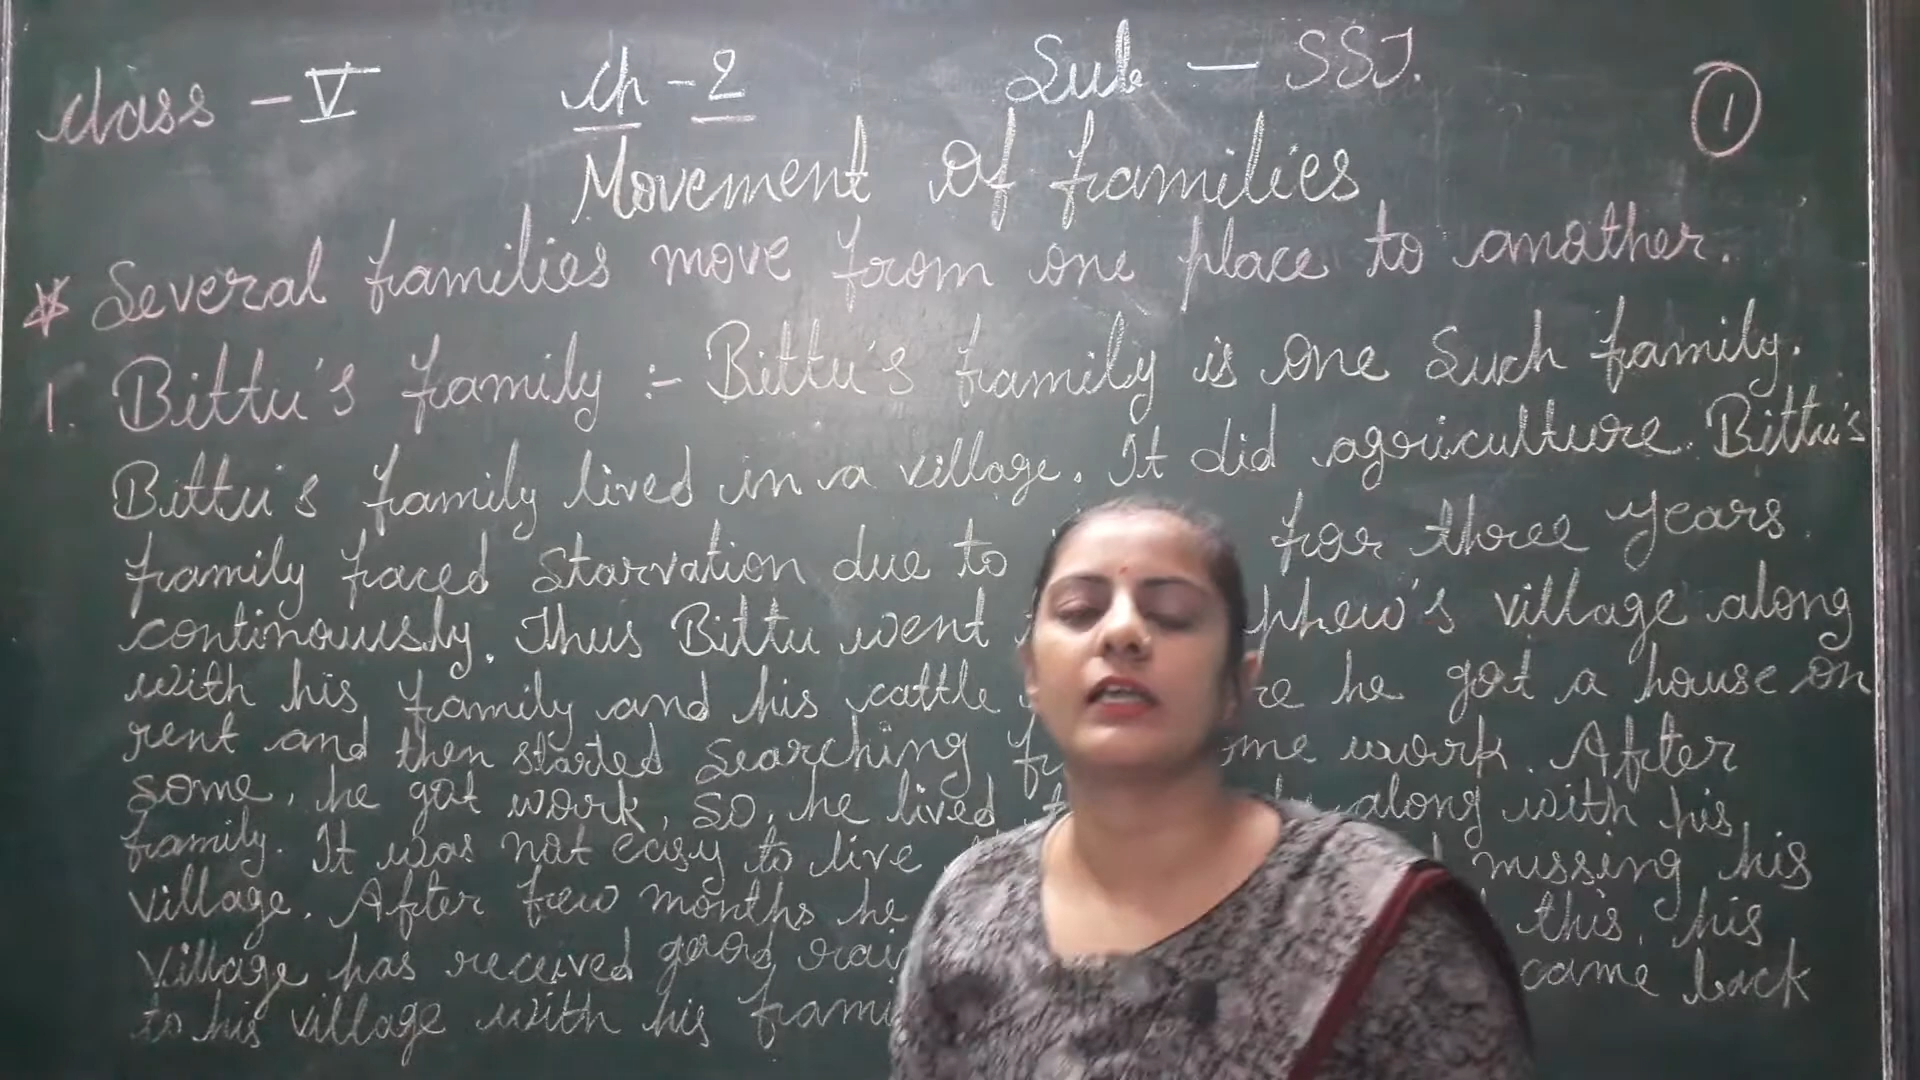 class - V Ch - 2 Sub - SST. 1
Movement Of families
* Several families move from one place to another.
1. Bittu's family :- Bittu's family is one such family.
Bittu's family lived in a village. It did agriculture. Bittu's
family faced starvation due to for three years
continously. Thus Bittu went village along
with his family and his cattle he got a house on
rent and then started searching work. After
some, he got work, so, he lived along with his
family. It was not easy to live missing his
village. After few months he this, his
village has received good came back
to his village with his